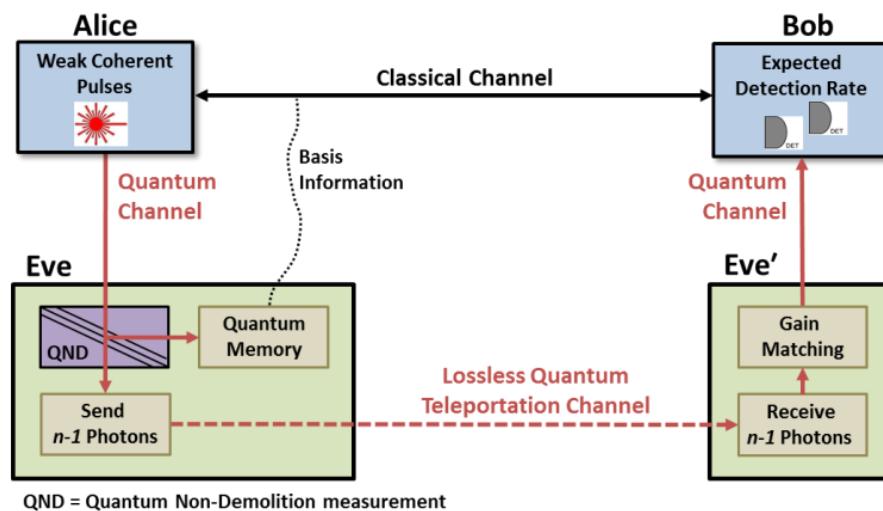 Alice
Bob
Weak Coherent
Pulses
Classical Channel
Expected
Detection Rate
DET
DET
Basis
Information
Quantum
Channel
Quantum
Channel
Eve
Eve’
QND
Quantum
Memory
Gain
Matching
Send
n-1 Photons
Lossless Quantum
Teleportation Channel
Receive
n-1 Photons
QND = Quantum Non-Demolition measurement